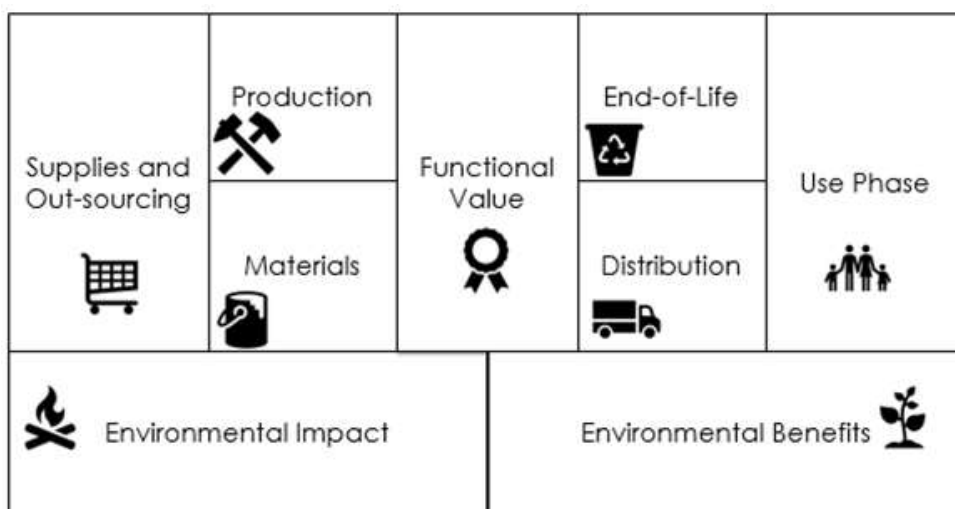 Supplies and
Out-sourcing
Production
Materials
Functional
Value
End-of-Life
Distribution
Use Phase
Environmental Impact
Environmental Benefits